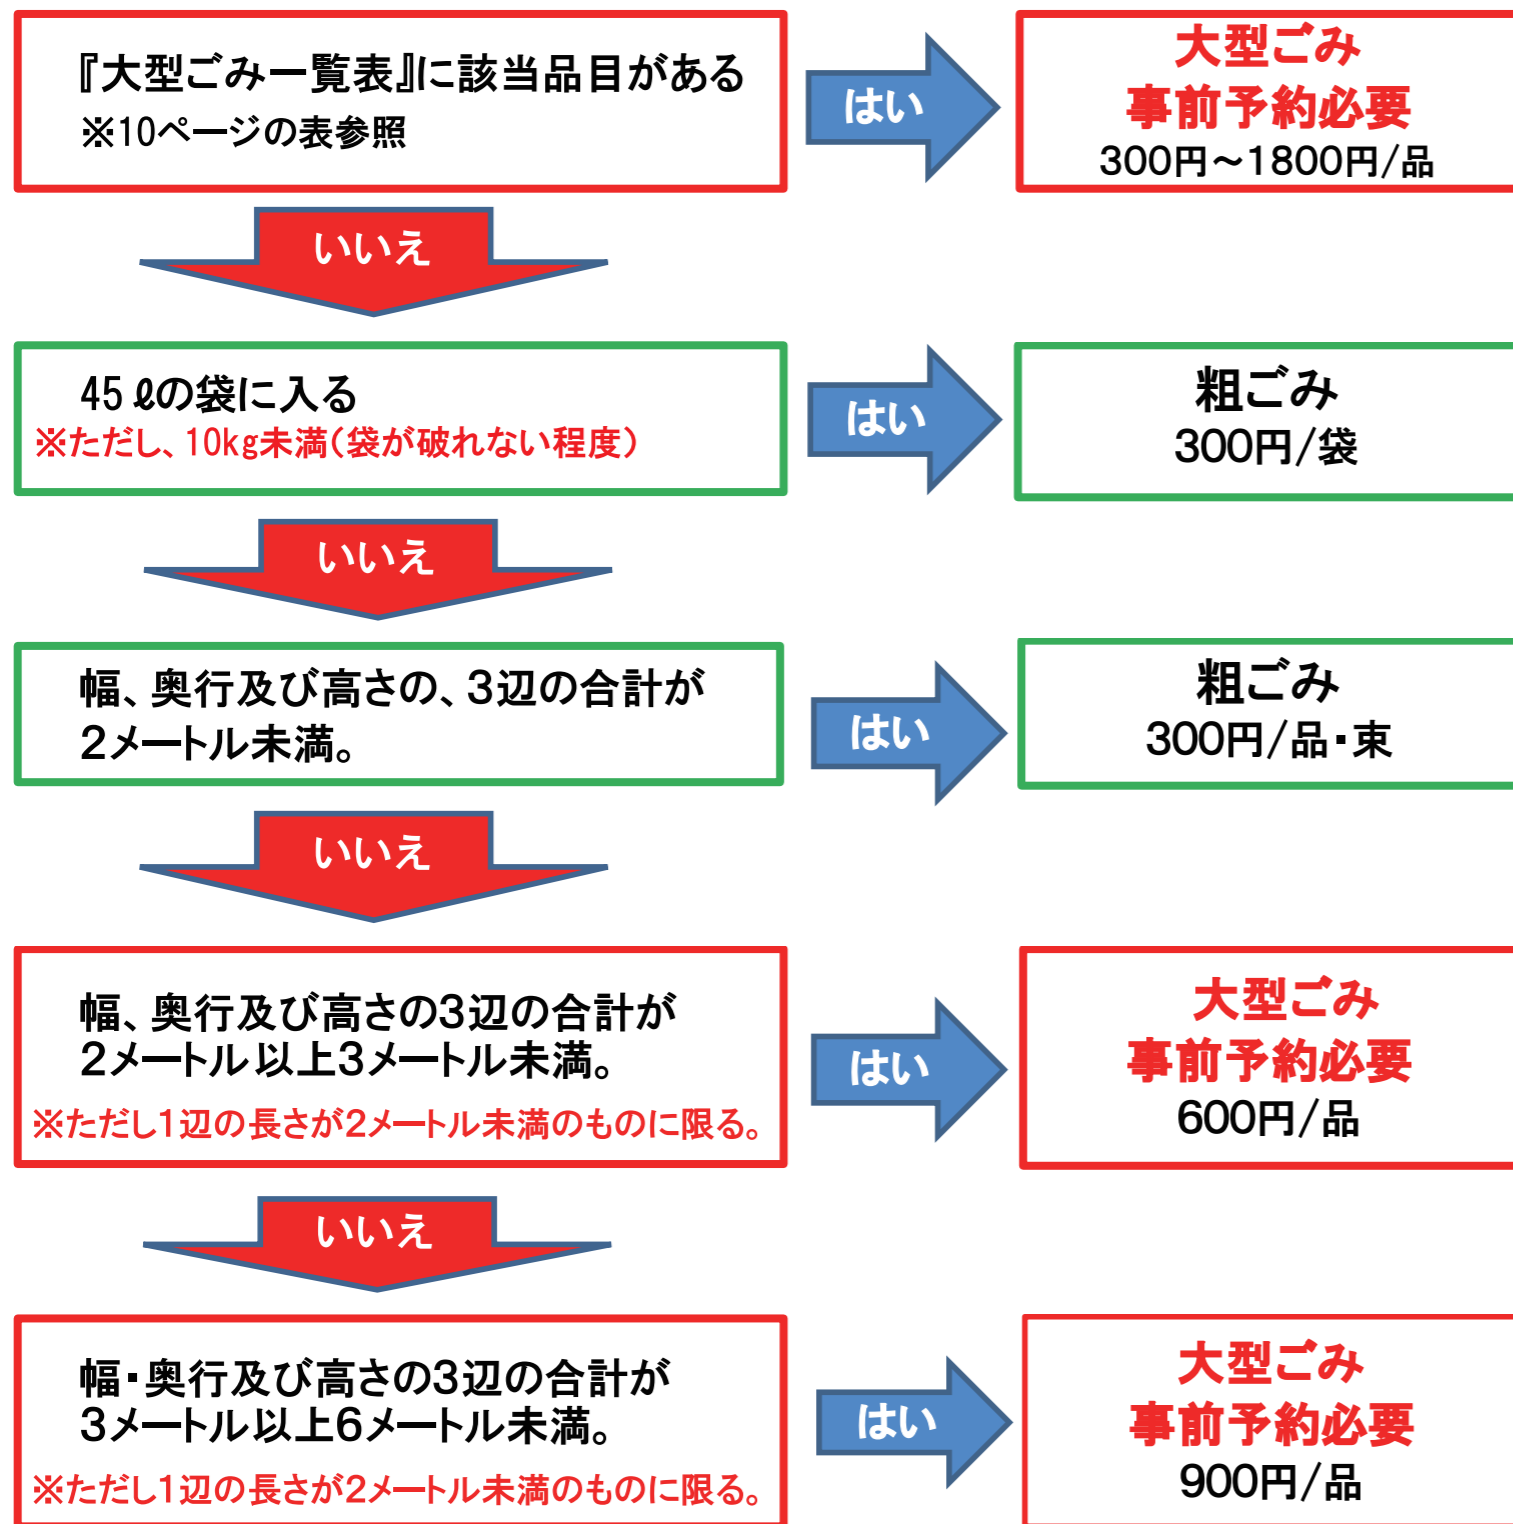 『大型ごみ一覧表』に該当品目がある
※10ページの表参照
はい
大型ごみ
事前予約必要
300円～1800円/品
いいえ
45ℓの袋に入る
※ただし、10kg未満(袋が破れない程度)
はい
粗ごみ
300円/袋
いいえ
幅、奥行及び高さの、3辺の合計が
2メートル未満。
はい
粗ごみ
300円/品・束
いいえ
幅、奥行及び高さの3辺の合計が
2メートル以上3メートル未満。
※ただし1辺の長さが2メートル未満のものに限る。
はい
大型ごみ
事前予約必要
600円/品
いいえ
幅・奥行及び高さの3辺の合計が
3メートル以上6メートル未満。
※ただし1辺の長さが2メートル未満のものに限る。
はい
大型ごみ
事前予約必要
900円/品